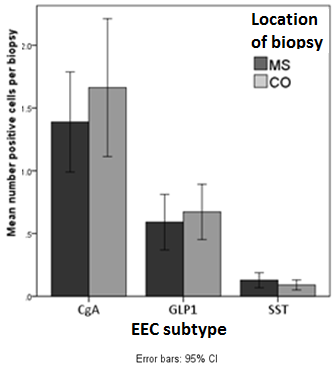 Location
of biopsy
MS
CO
Mean number positive cells per biopsy
2.0
1.5
1.0
.5
0
CgA
GLP1
SST
EEC subtype
Error bars: 95% CI